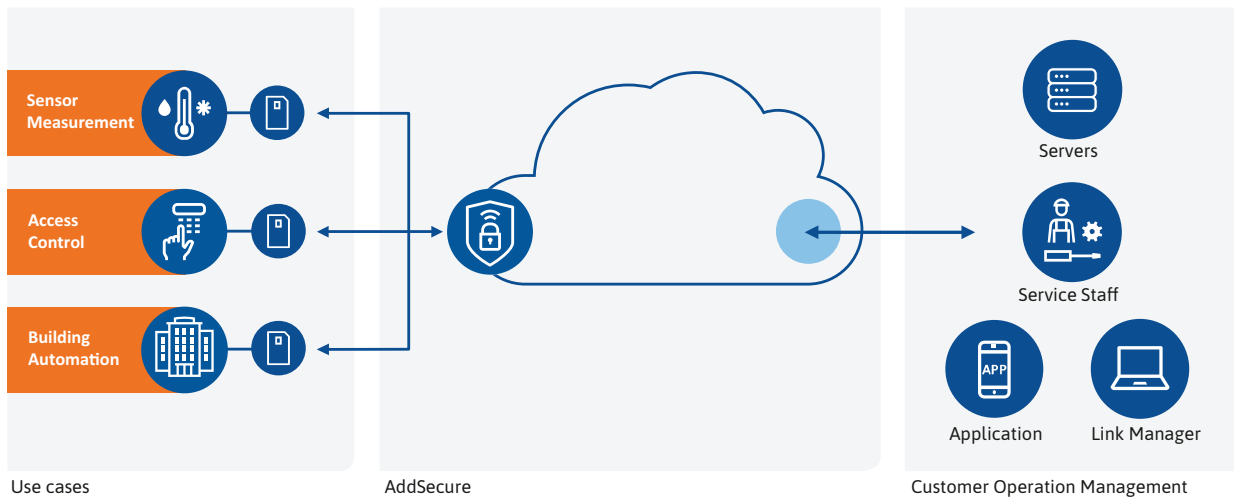 Sensor
Measurement
Access
Control
Building
Automation
Servers
Service Staff
APP
Application
Link Manager
Use cases
AddSecure
Customer Operation Management